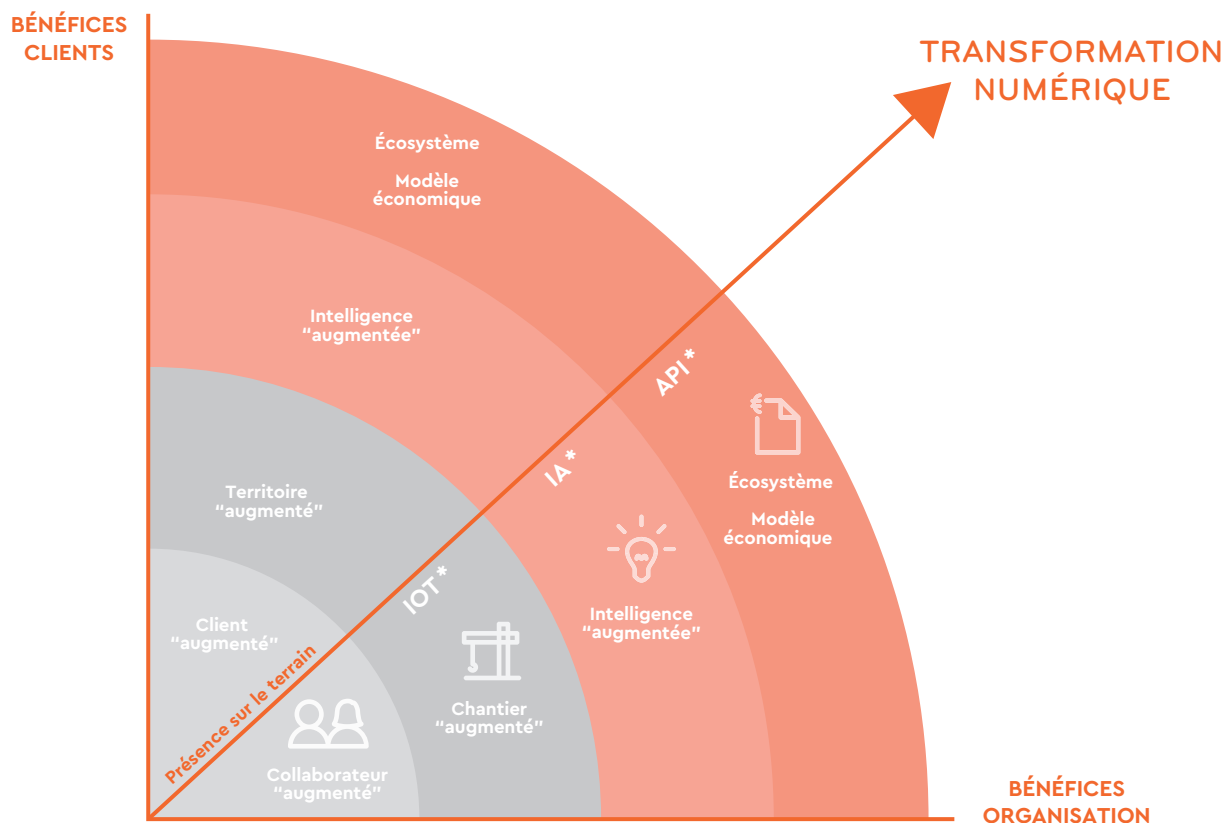 BÉNÉFICES
CLIENTS
TRANSFORMATION
NUMÉRIQUE
Écosystème
Modèle
économique
Intelligence
“augmentée”
API*
Écosystème
Modèle
économique
IA*
Territoire
“augmenté”
IOT*
Intelligence
“augmentée”
Client
“augmenté”
Présence sur le terrain
Chantier
“augmenté”
Collaborateur
“augmenté”
BÉNÉFICES
ORGANISATION